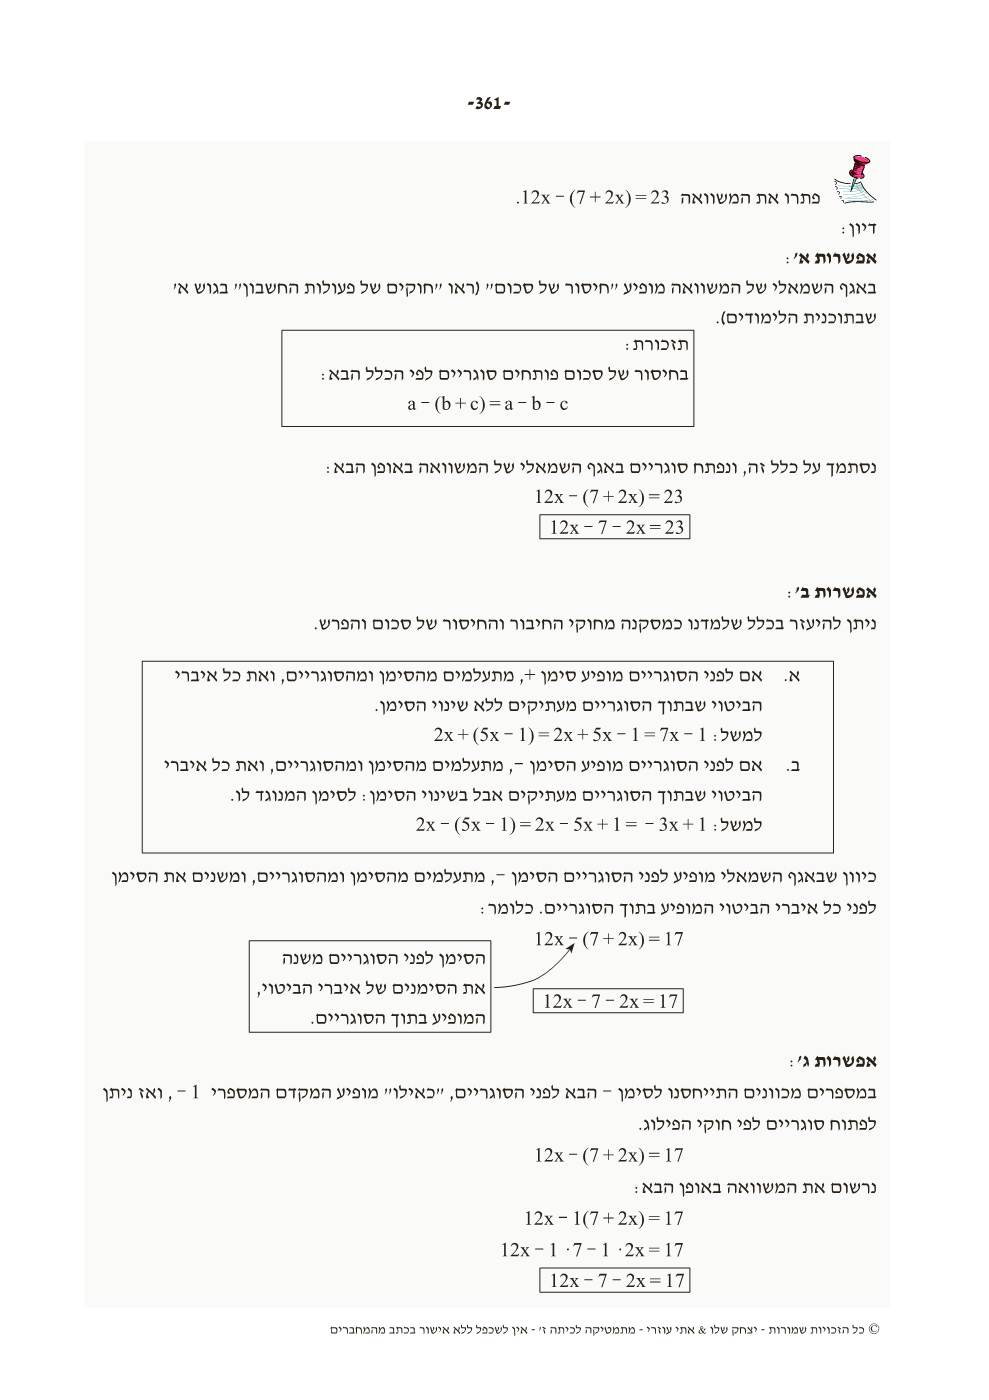 -361-
פתרו את המשוואה 12x − (7 + 2x) = 23.
דיון:
אפשרות א׳:
באגף השמאלי של המשוואה מופיע ״חיסור של סכום״ (ראו ״חוקים של פעולות החשבון״ בגוש א׳
שבתוכנית הלימודים).
תזכורת:
בחיסור של סכום פותחים סוגריים לפי הכלל הבא:
a − (b + c) = a − b − c
נסתמך על כלל זה, ונפתח סוגריים באגף השמאלי של המשוואה באופן הבא:
12x − (7 + 2x) = 23
12x − 7 − 2x = 23
אפשרות ב׳:
ניתן להיעזר בכלל שלמדנו כמסקנה מחוקי החיבור והחיסור של סכום והפרש.
א. אם לפני הסוגריים מופיע סימן +, מתעלמים מהסימן ומהסוגריים, ואת כל איברי
הביטוי שבתוך הסוגריים מעתיקים ללא שינוי הסימן.
למשל: 2x + (5x − 1) = 2x + 5x − 1 = 7x − 1
ב. אם לפני הסוגריים מופיע הסימן −, מתעלמים מהסימן ומהסוגריים, ואת כל איברי
הביטוי שבתוך הסוגריים מעתיקים אבל בשינוי הסימן: לסימן המנוגד לו.
למשל: 2x − (5x − 1) = 2x − 5x + 1 = − 3x + 1
כיוון שבאגף השמאלי מופיע לפני הסוגריים הסימן −, מתעלמים מהסימן ומהסוגריים, ומשנים את הסימן
לפני כל איברי הביטוי המופיע בתוך הסוגריים. כלומר:
12x − (7 + 2x) = 17
הסימן לפני הסוגריים משנה
את הסימנים של איברי הביטוי,
המופיע בתוך הסוגריים.
12x − 7 − 2x = 17
אפשרות ג׳:
במספרים מכוונים התייחסנו לסימן − הבא לפני הסוגריים, ״כאילו״ מופיע המקדם המספרי − 1, ואז ניתן
לפתוח סוגריים לפי חוקי הפילוג.
12x − (7 + 2x) = 17
נרשום את המשוואה באופן הבא:
12x − 1(7 + 2x) = 17
12x − 1 · 7 − 1 · 2x = 17
12x − 7 − 2x = 17
© כל הזכויות שמורות - יצחק שלו & אתי עוזרי - מתמטיקה לכיתה ז׳ - אין לשכפל ללא אישור בכתב מהמחברים